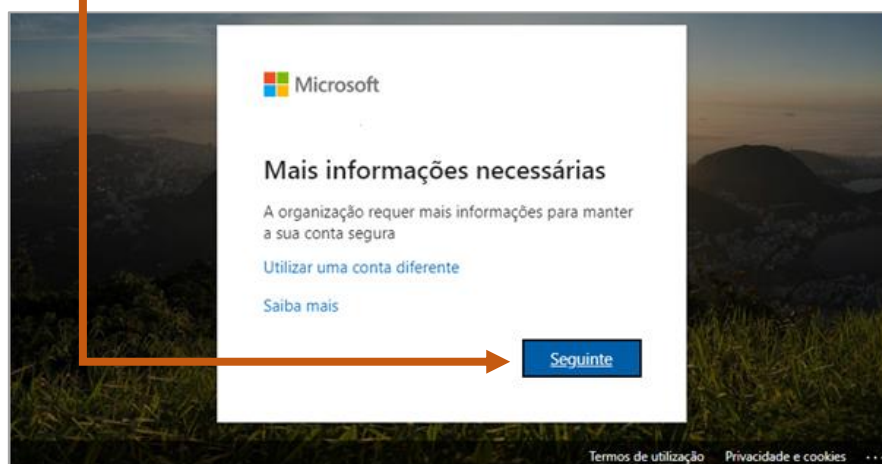 Microsoft
Mais informações necessárias
A organização requer mais informações para manter
a sua conta segura
Utilizar uma conta diferente
Saiba mais
Seguinte
Termos de utilização Privacidade e cookies ...